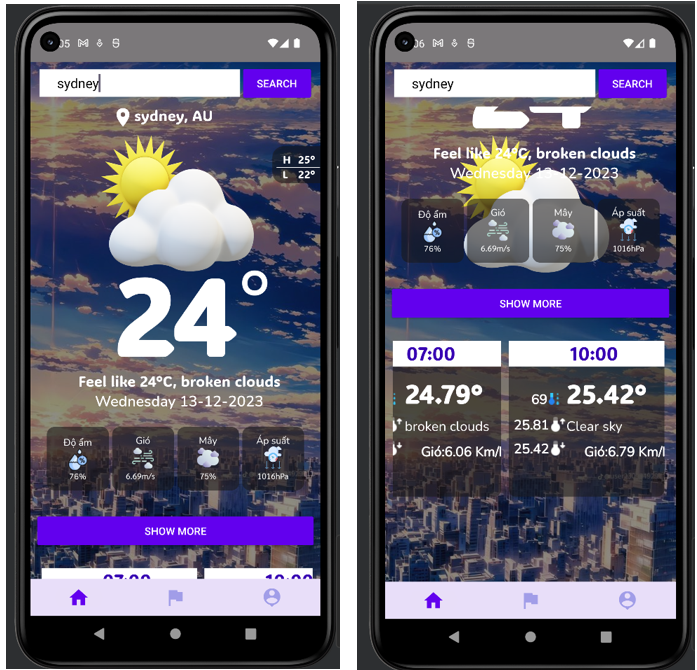 05
sydney
SEARCH
sydney, AU
H 25°
L 22°
24°
Feel like 24°C, broken clouds
Wednesday 13-12-2023
Độ ẩm
Gió
Mây
Áp suất
76%
6.69m/s
75%
1016hPa
SHOW MORE
07:00
10:00
06
sydney
SEARCH
Feel like 24°C, broken clouds
Wednesday 13-12-2023
Độ ẩm
Gió
Mây
Áp suất
76%
6.69m/s
75%
1016hPa
SHOW MORE
07:00
10:00
24.79°
69 25.42°
broken clouds
25.81 Clear sky
Gió:6.06 Km/
25.42 Gió:6.79 Km/